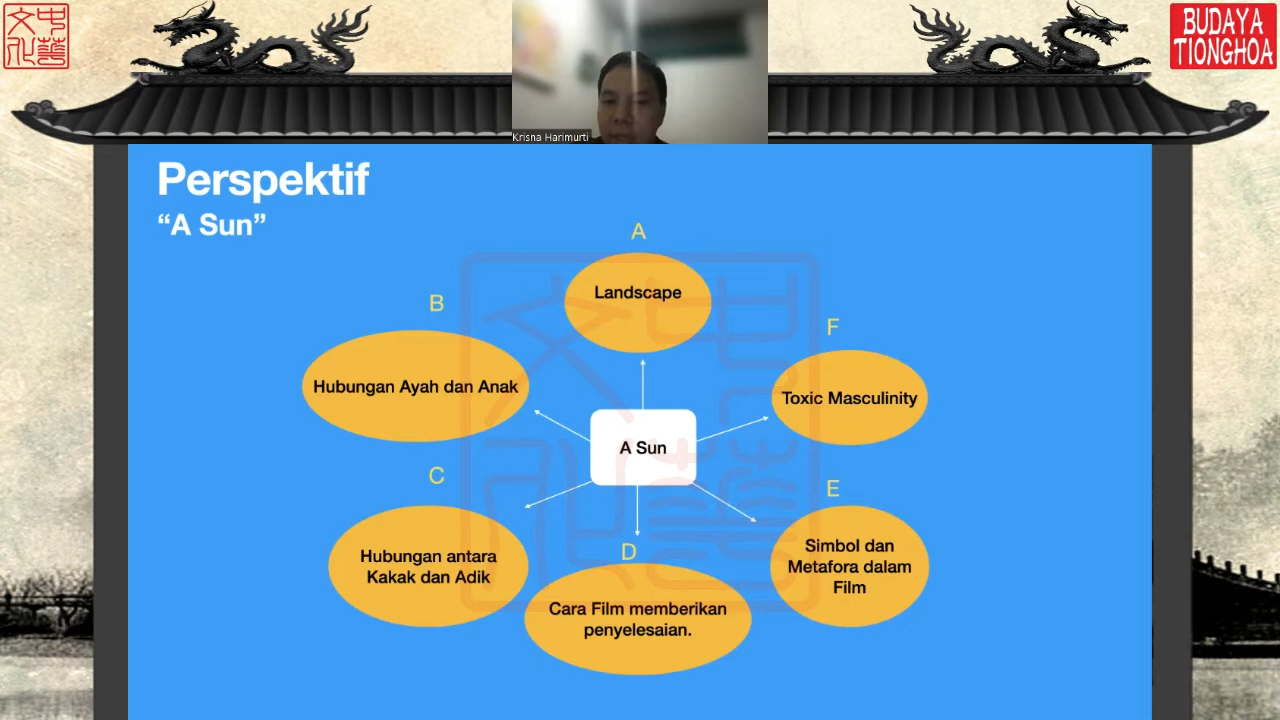 BUDAYA
TIONGHOA
Krisna Harimurti
Perspektif
“A Sun”
A
Landscape
B
Hubungan Ayah dan Anak
F
Toxic Masculinity
A Sun
C
Hubungan antara
Kakak dan Adik
D
Cara Film memberikan
penyelesaian.
E
Simbol dan
Metafora dalam
Film